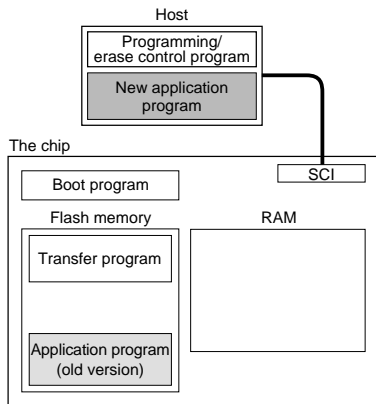 Host
Programming/
erase control program
New application
program
The chip
SCI
Boot program
Flash memory
RAM
Transfer program
Application program
(old version)